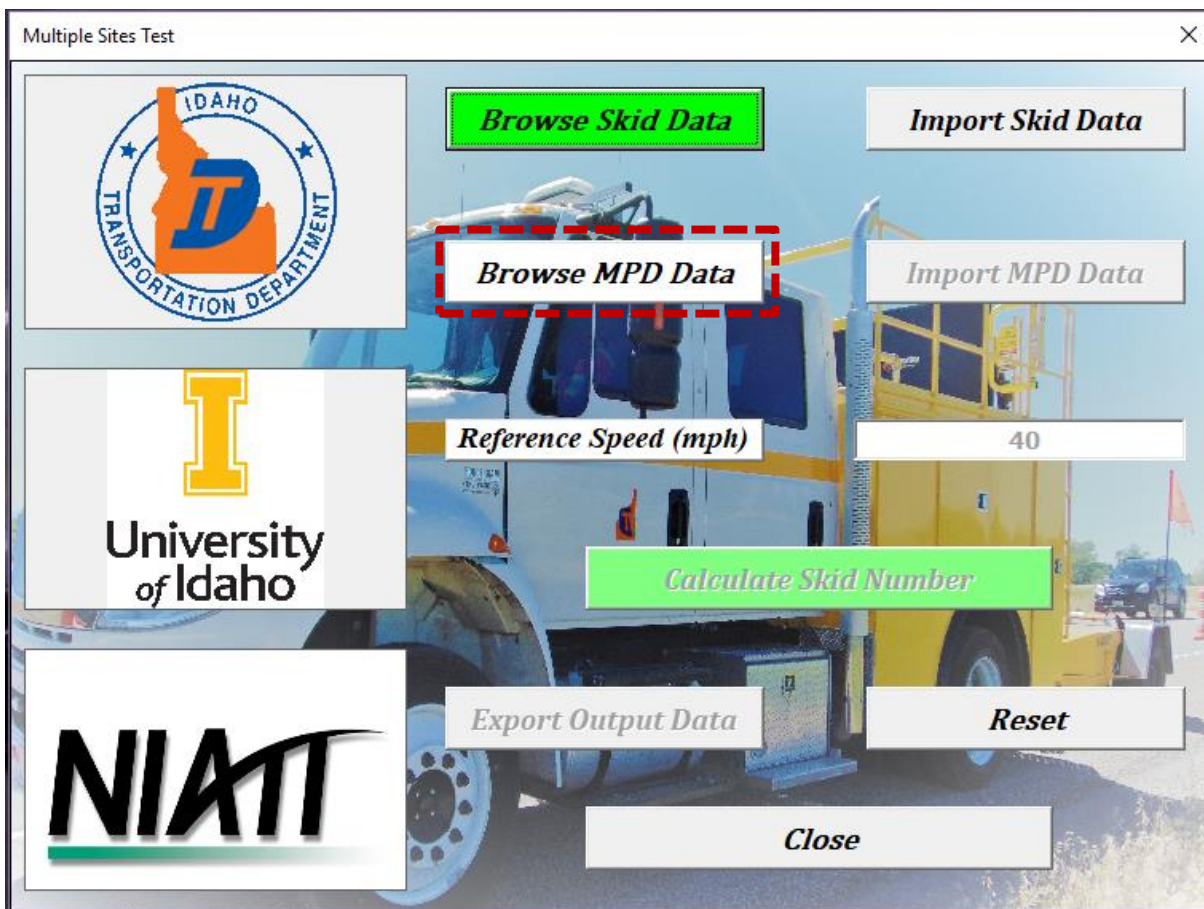 Multiple Sites Test
IDAHO
TRANSPORTATION DEPARTMENT
Browse Skid Data
Import Skid Data
Browse MPD Data
Import MPD Data
University
of Idaho
Reference Speed (mph)
40
Calculate Skid Number
NIATT
Export Output Data
Reset
Close